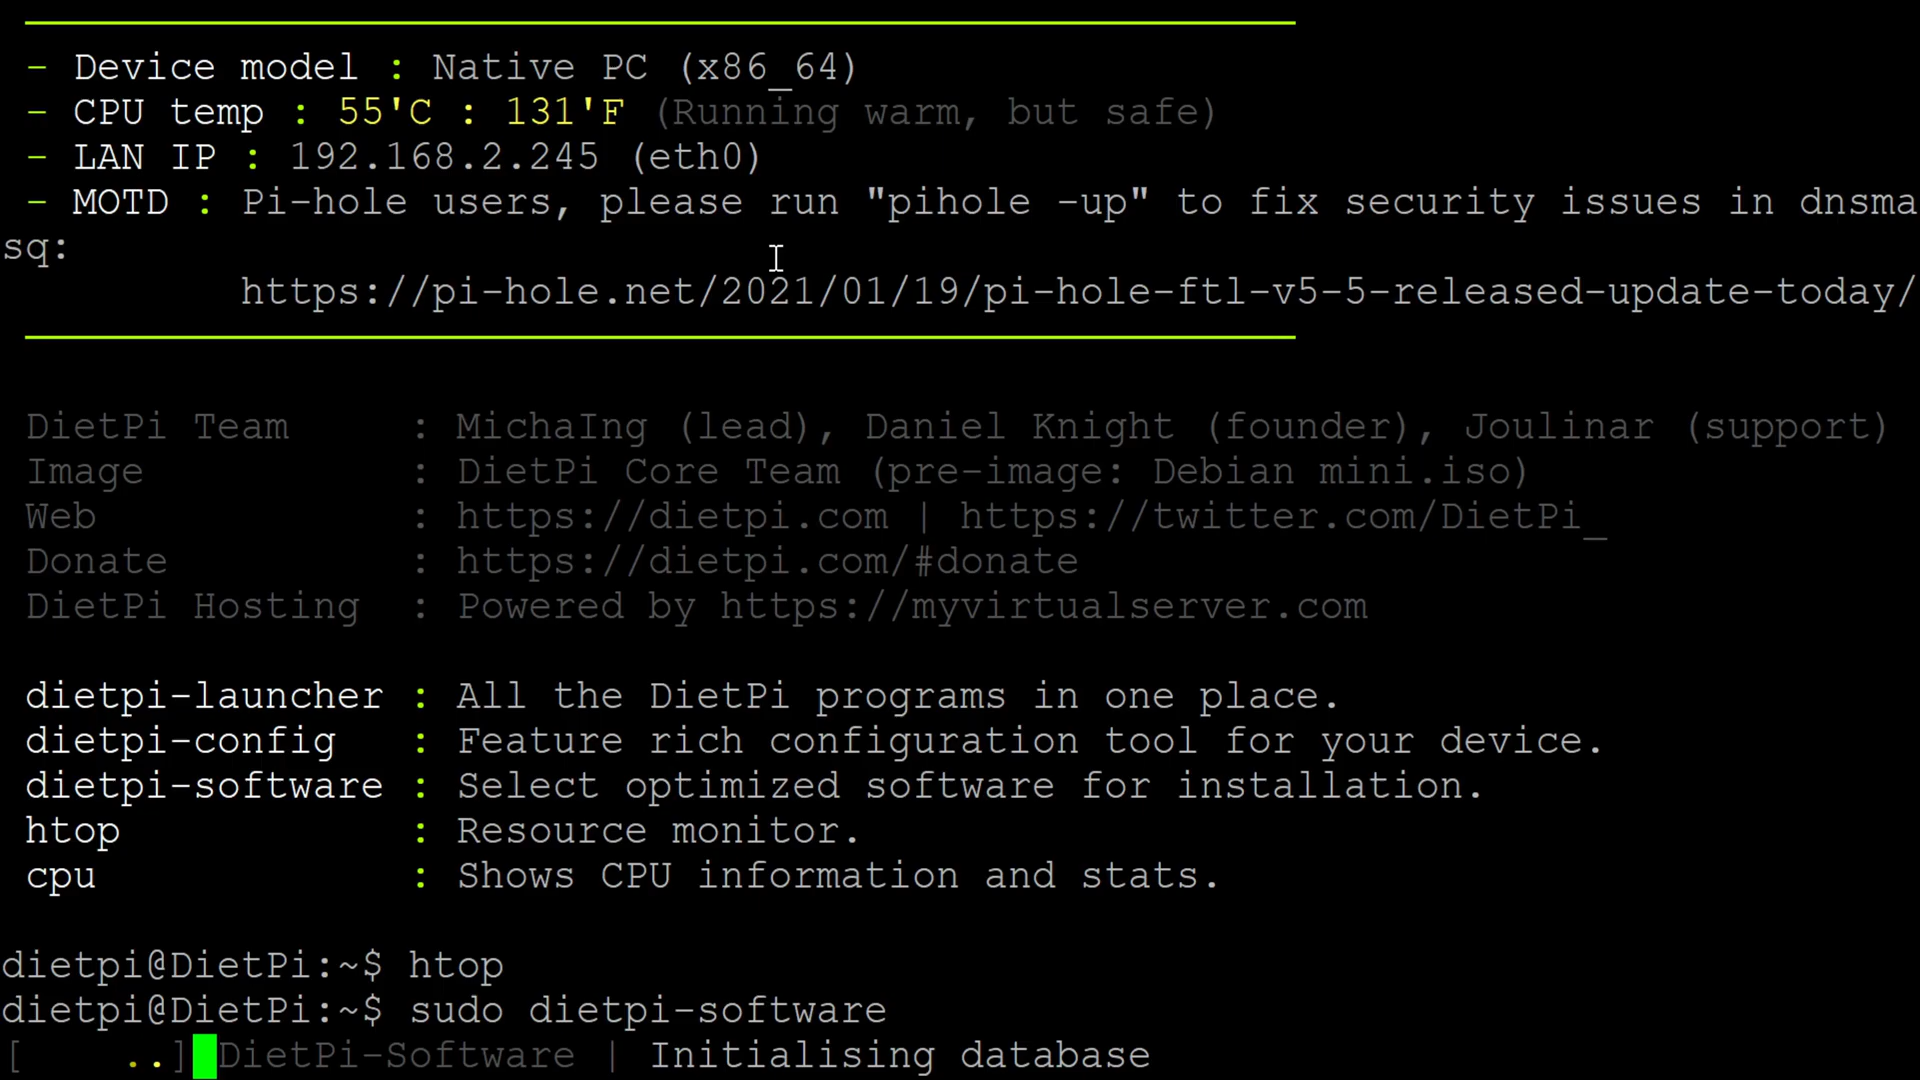 - Device model : Native PC (x86_64)
- CPU temp : 55'C : 131'F (Running warm, but safe)
- LAN IP : 192.168.2.245 (eth0)
- MOTD : Pi-hole users, please run "pihole -up" to fix security issues in dnsma
sq:
https://pi-hole.net/2021/01/19/pi-hole-ftl-v5-5-released-update-today/
DietPi Team : MichaIng (lead), Daniel Knight (founder), Joulinar (support)
Image : DietPi Core Team (pre-image: Debian mini.iso)
Web : https://dietpi.com | https://twitter.com/DietPi_
Donate : https://dietpi.com/#donate
DietPi Hosting : Powered by https://myvirtualserver.com
dietpi-launcher : All the DietPi programs in one place.
dietpi-config : Feature rich configuration tool for your device.
dietpi-software : Select optimized software for installation.
htop : Resource monitor.
cpu : Shows CPU information and stats.
dietpi@DietPi:~$ htop
dietpi@DietPi:~$ sudo dietpi-software
[ ..] DietPi-Software | Initialising database